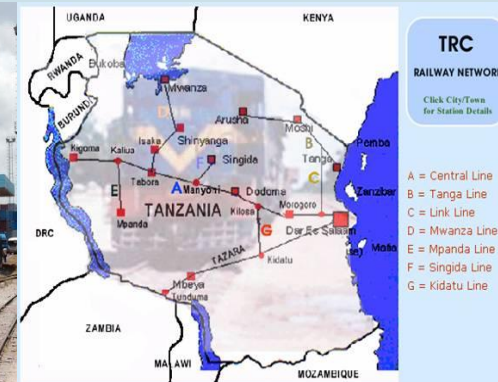 UGANDA
KENYA
RWANDA
Bukoba
BURUNDI
Mwanza
D
Arusha
Moshi
Isaka
Shinyanga
B
Kigoma
Kaliua
F
Singida
Tanga
Pemba
C
Tabora
A
Manyoni
Dodoma
Zanzibar
E
TANZANIA
Kilosa
Morogoro
Mpanda
Dar Es Salaam
G
DRC
TAZARA
Kidatu
Mafia
Mbeya
Tunduma
ZAMBIA
MALAWI
MOZAMBIQUE
TRC
RAILWAY NETWORK
Click City/Town
for Station Details
A = Central Line
B = Tanga Line
C = Link Line
D = Mwanza Line
E = Mpanda Line
F = Singida Line
G = Kidatu Line